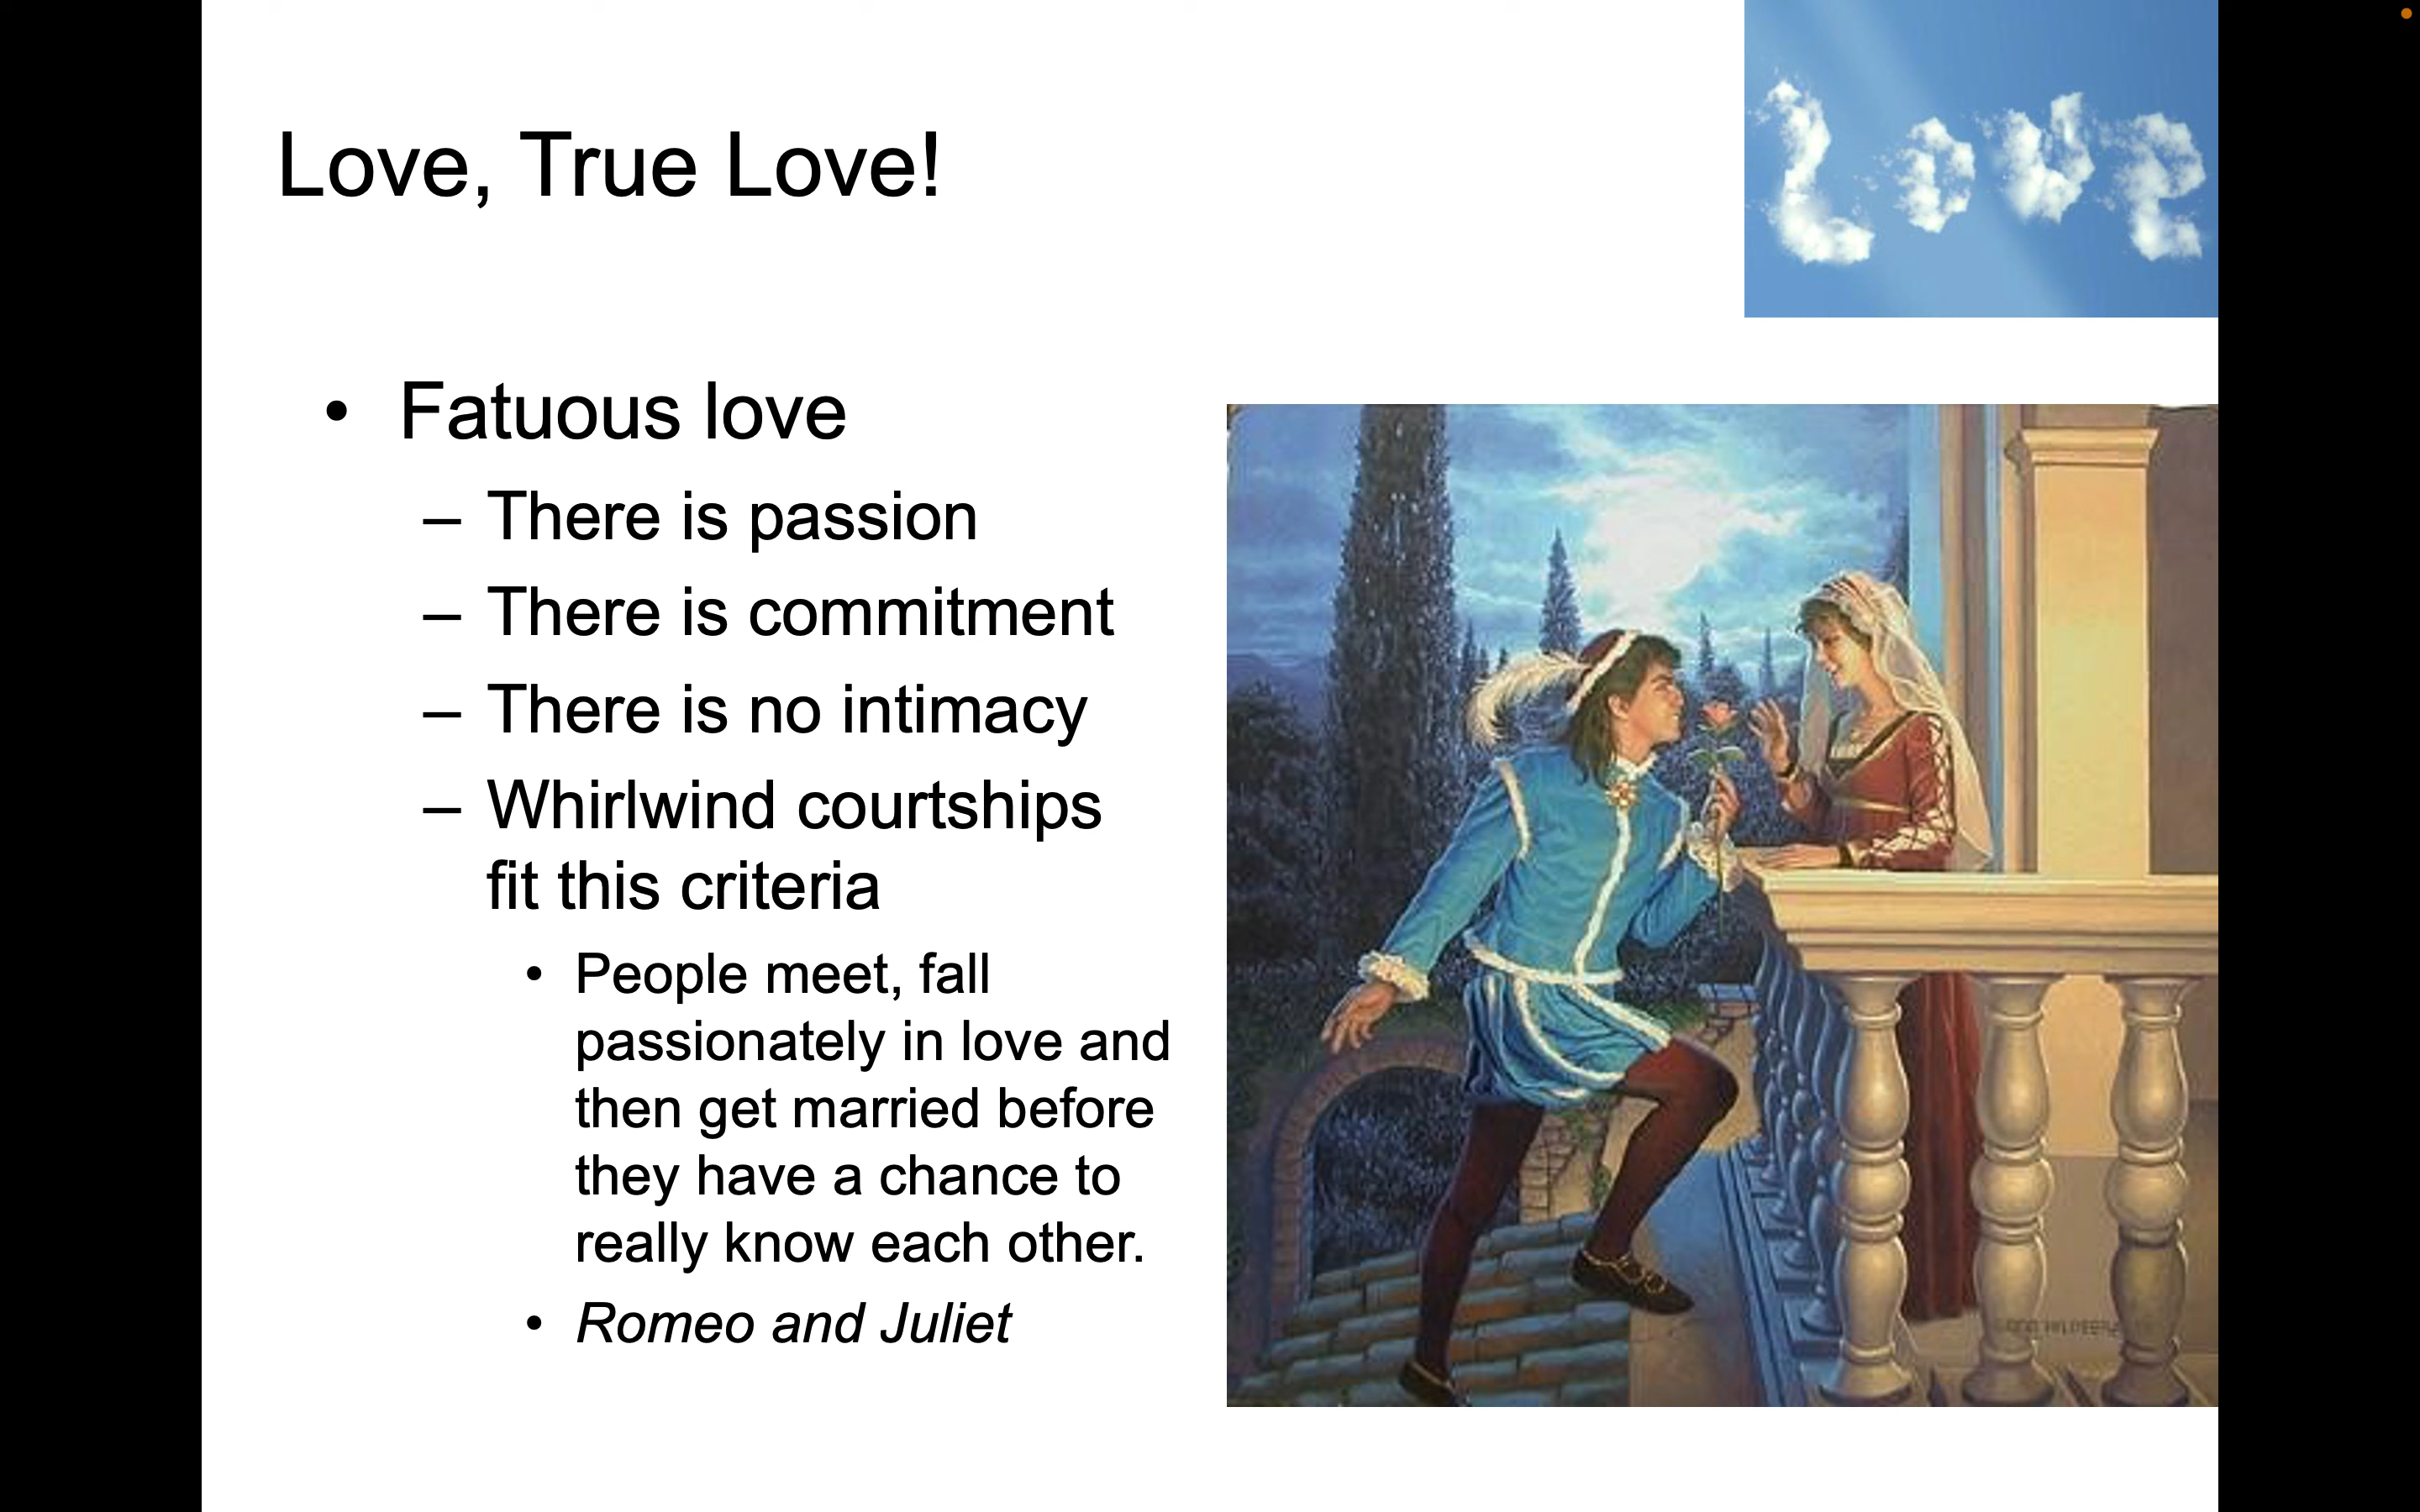 Love
Love, True Love!
• Fatuous love
– There is passion
– There is commitment
– There is no intimacy
– Whirlwind courtships
fit this criteria
• People meet, fall
passionately in love and
then get married before
they have a chance to
really know each other.
• Romeo and Juliet